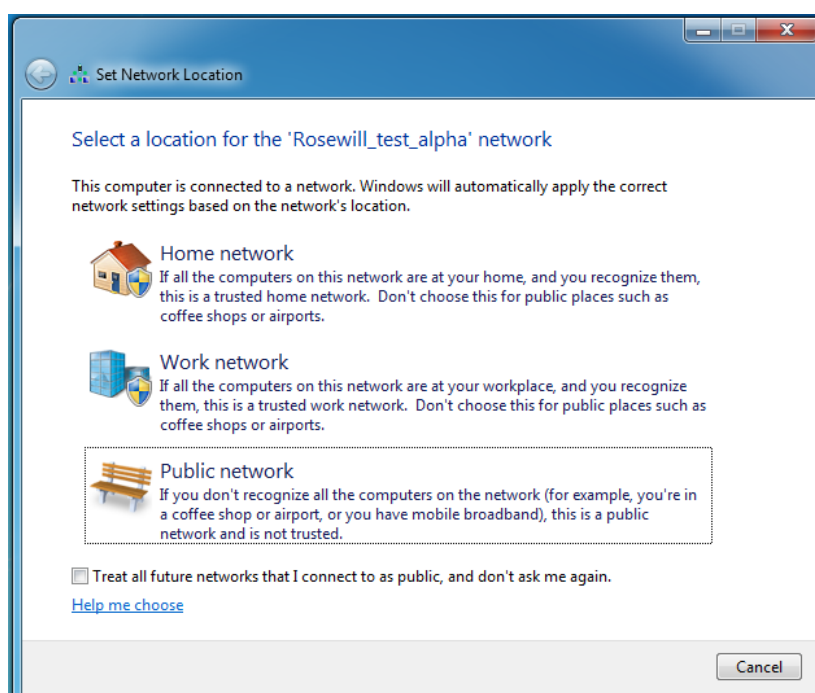 Set Network Location
Select a location for the 'Rosewill_test_alpha' network
This computer is connected to a network. Windows will automatically apply the correct
network settings based on the network's location.
Home network
If all the computers on this network are at your home, and you recognize them,
this is a trusted home network.  Don't choose this for public places such as
coffee shops or airports.
Work network
If all the computers on this network are at your workplace, and you recognize
them, this is a trusted work network.  Don't choose this for public places such as
coffee shops or airports.
Public network
If you don't recognize all the computers on the network (for example, you're in
a coffee shop or airport, or you have mobile broadband), this is a public
network and is not trusted.
Treat all future networks that I connect to as public, and don't ask me again.
Help me choose
Cancel